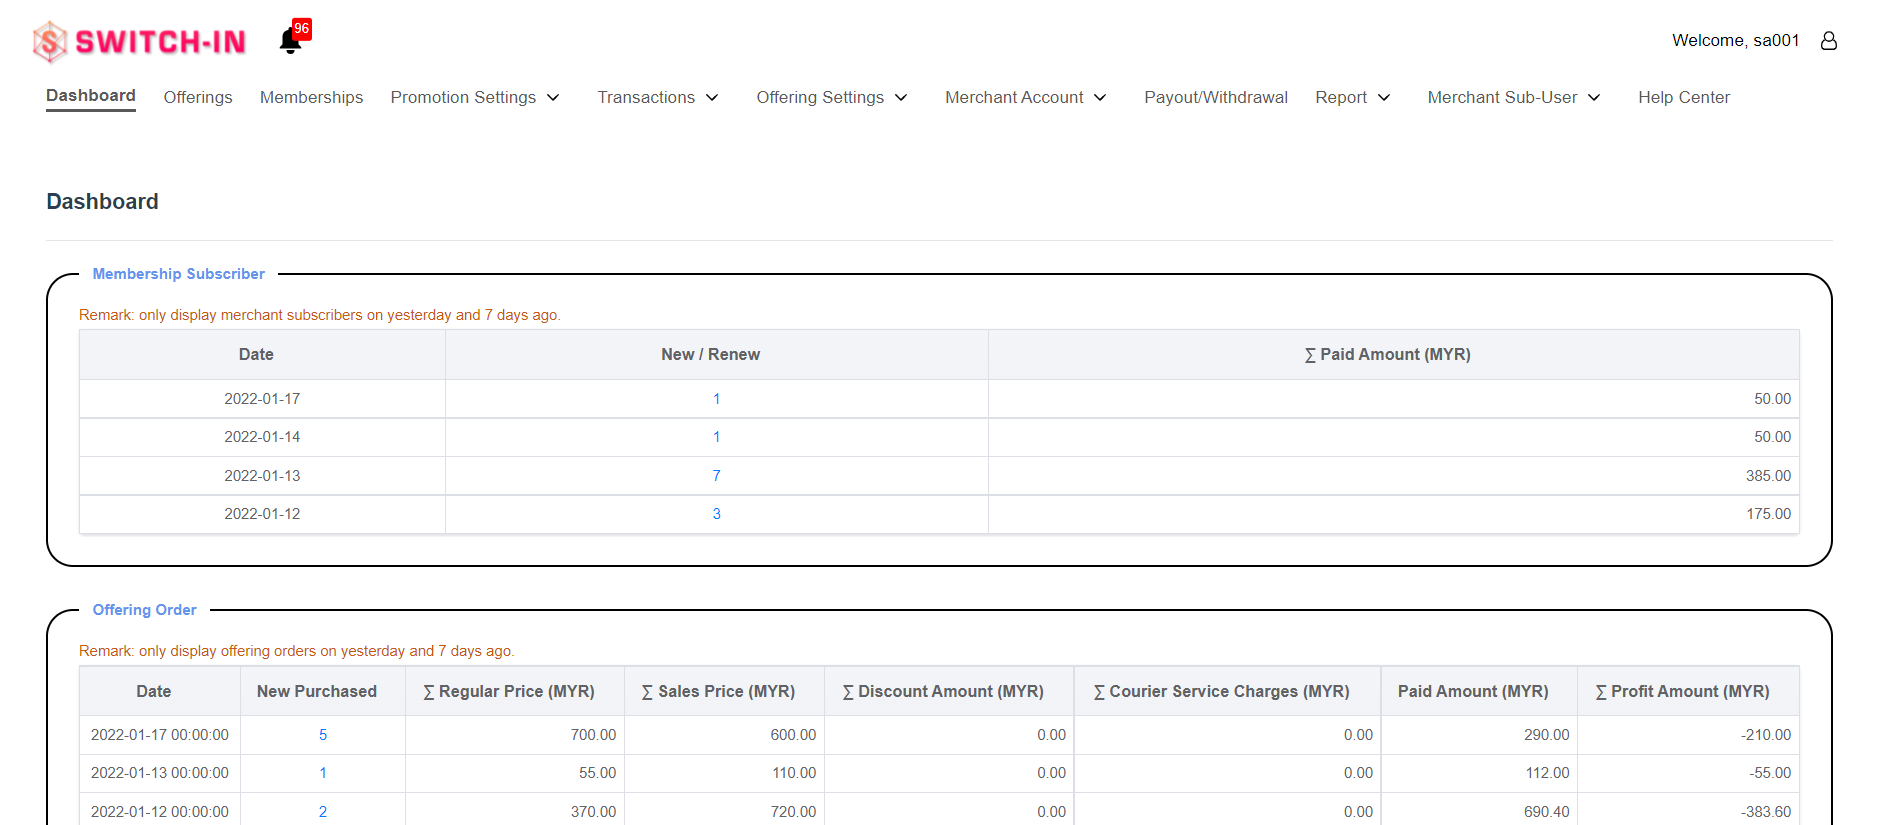 SWITCH-IN 96 Welcome, sa001
Dashboard Offerings Memberships Promotion Settings Transactions Offering Settings Merchant Account Payout/Withdrawal Report Merchant Sub-User Help Center
Dashboard
Membership Subscriber
Remark: only display merchant subscribers on yesterday and 7 days ago.
Date New / Renew ∑ Paid Amount (MYR)
2022-01-17 1 50.00
2022-01-14 1 50.00
2022-01-13 7 385.00
2022-01-12 3 175.00
Offering Order
Remark: only display offering orders on yesterday and 7 days ago.
Date New Purchased ∑ Regular Price (MYR) ∑ Sales Price (MYR) ∑ Discount Amount (MYR) ∑ Courier Service Charges (MYR) Paid Amount (MYR) ∑ Profit Amount (MYR)
2022-01-17 00:00:00 5 700.00 600.00 0.00 0.00 290.00 -210.00
2022-01-13 00:00:00 1 55.00 110.00 0.00 0.00 112.00 -55.00
2022-01-12 00:00:00 2 370.00 720.00 0.00 0.00 690.40 -383.60